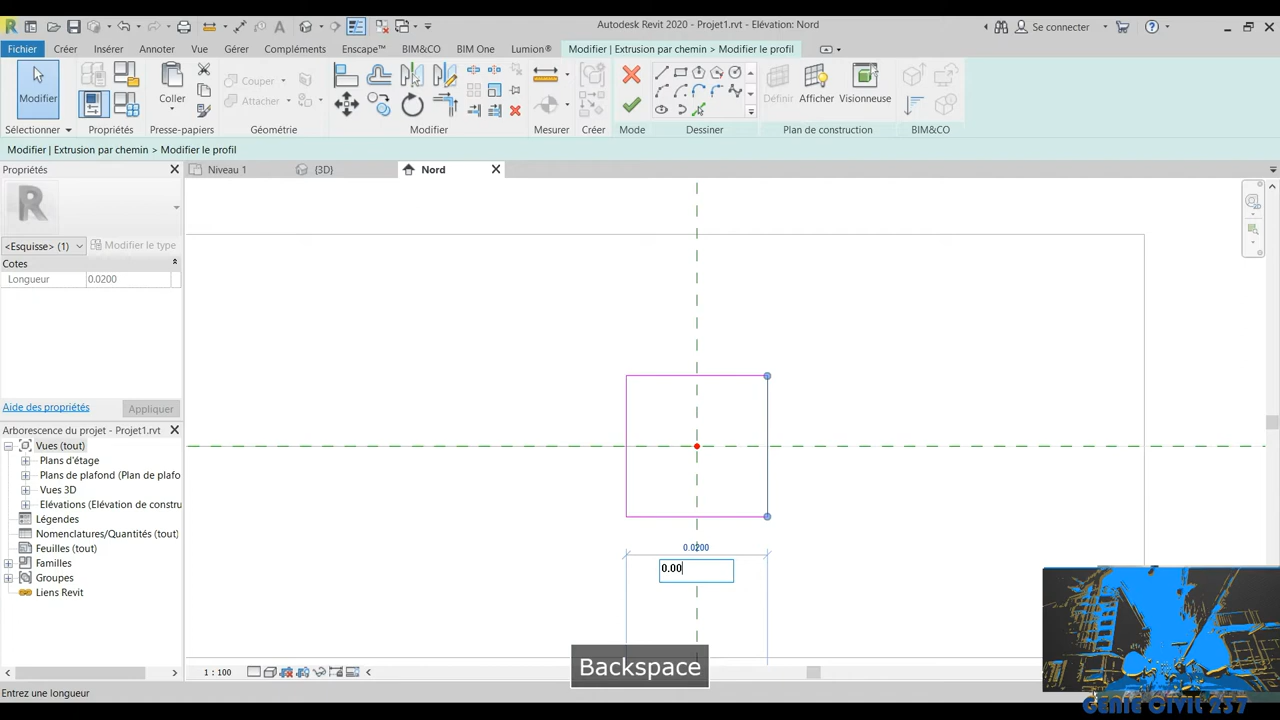 Autodesk Revit 2020 - Projet1.rvt - Elévation: Nord
Se connecter
Fichier
Créer
Insérer
Annoter
Vue
Gérer
Compléments
Enscape™
BIM&CO
BIM One
Lumion®
Modifier | Extrusion par chemin > Modifier le profil
Modifier
Coller
Couper
Attacher
Définir
Afficher
Visionneuse
Sélectionner
Propriétés
Presse-papiers
Géométrie
Modifier
Mesurer
Créer
Mode
Dessiner
Plan de construction
BIM&CO
Modifier | Extrusion par chemin > Modifier le profil
Propriétés
Niveau 1
{3D}
Nord
<Esquisse> (1)
Modifier le type
Cotes
Longueur
0.0200
Aide des propriétés
Appliquer
Arborescence du projet - Projet1.rvt
Vues (tout)
Plans d'étage
Plans de plafond (Plan de plafo
Vues 3D
Elévations (Elévation de constru
Légendes
Nomenclatures/Quantités (tout)
Feuilles (tout)
Familles
Groupes
Liens Revit
0.0200
0.00
Backspace
1 : 100
Entrez une longueur
GENIE CIVIL 237